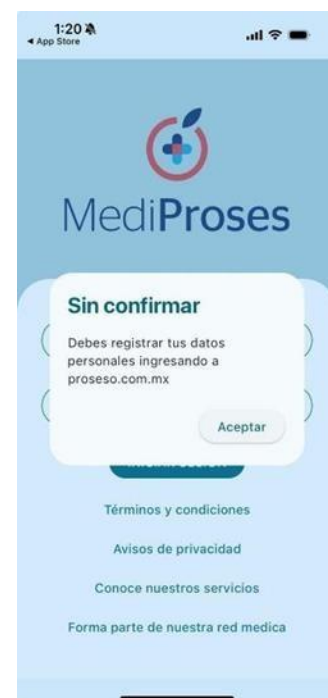 1:20
◀ App Store
MediProses
Sin confirmar
Debes registrar tus datos
personales ingresando a
proseso.com.mx
Aceptar
Términos y condiciones
Avisos de privacidad
Conoce nuestros servicios
Forma parte de nuestra red medica